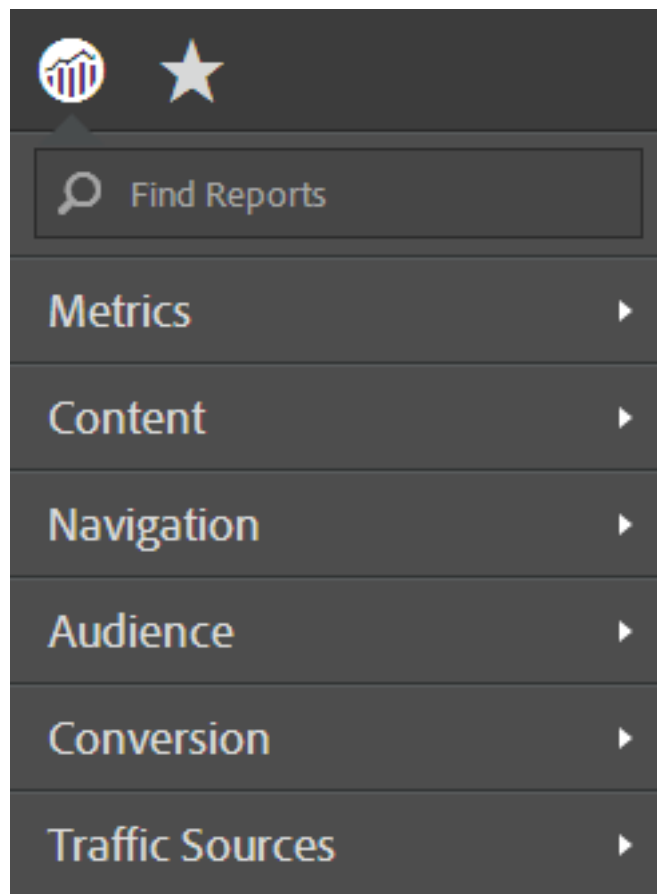 Find Reports
Metrics
Content
Navigation
Audience
Conversion
Traffic Sources